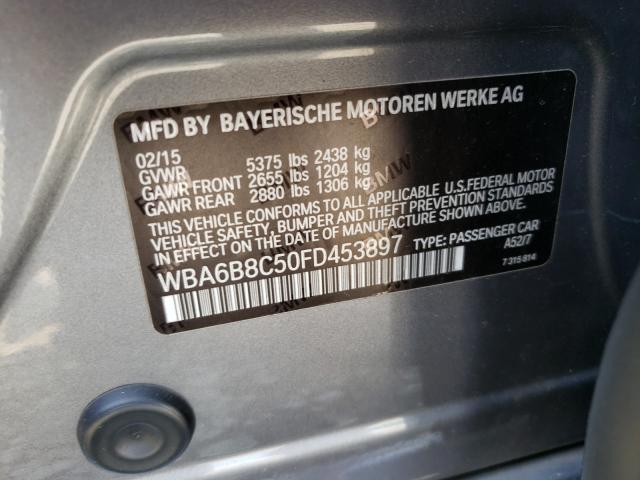 MFD BY BAYERISCHE MOTOREN WERKE AG
02/15
GVWR 5375 lbs 2438 kg
GAWR FRONT 2655 lbs 1204 kg
GAWR REAR 2880 lbs 1306 kg
THIS VEHICLE CONFORMS TO ALL APPLICABLE U.S.FEDERAL MOTOR
VEHICLE SAFETY, BUMPER AND THEFT PREVENTION STANDARDS
IN EFFECT ON THE DATE OF MANUFACTURE SHOWN ABOVE.
WBA6B8C50FD453897 TYPE: PASSENGER CAR
A52/7
7 315 814